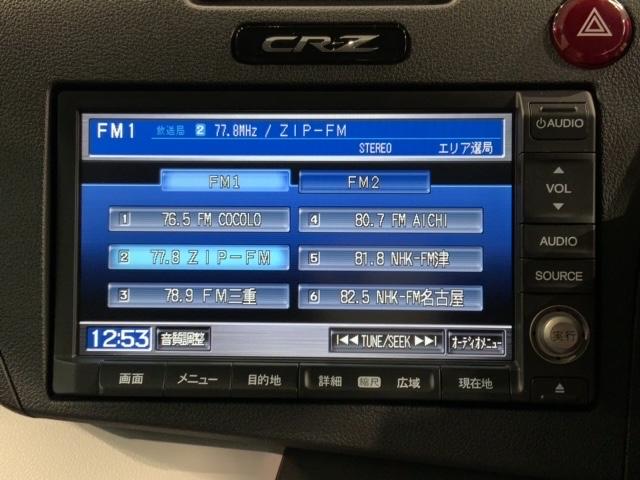 CR-Z
FM1 放送局 2 77.8MHz / ZIP-FM
STEREO エリア選局
FM1 FM2
1 76.5 FM COCOLO
4 80.7 FM AICHI
2 77.8 ZIP-FM
5 81.8 NHK-FM津
3 78.9 FM三重
6 82.5 NHK-FM名古屋
12:53 音質調整 TUNE/SEEK オーディオメニュー
画面 メニュー 目的地 詳細 縮尺 広域 現在地
AUDIO
VOL
AUDIO
SOURCE
実行